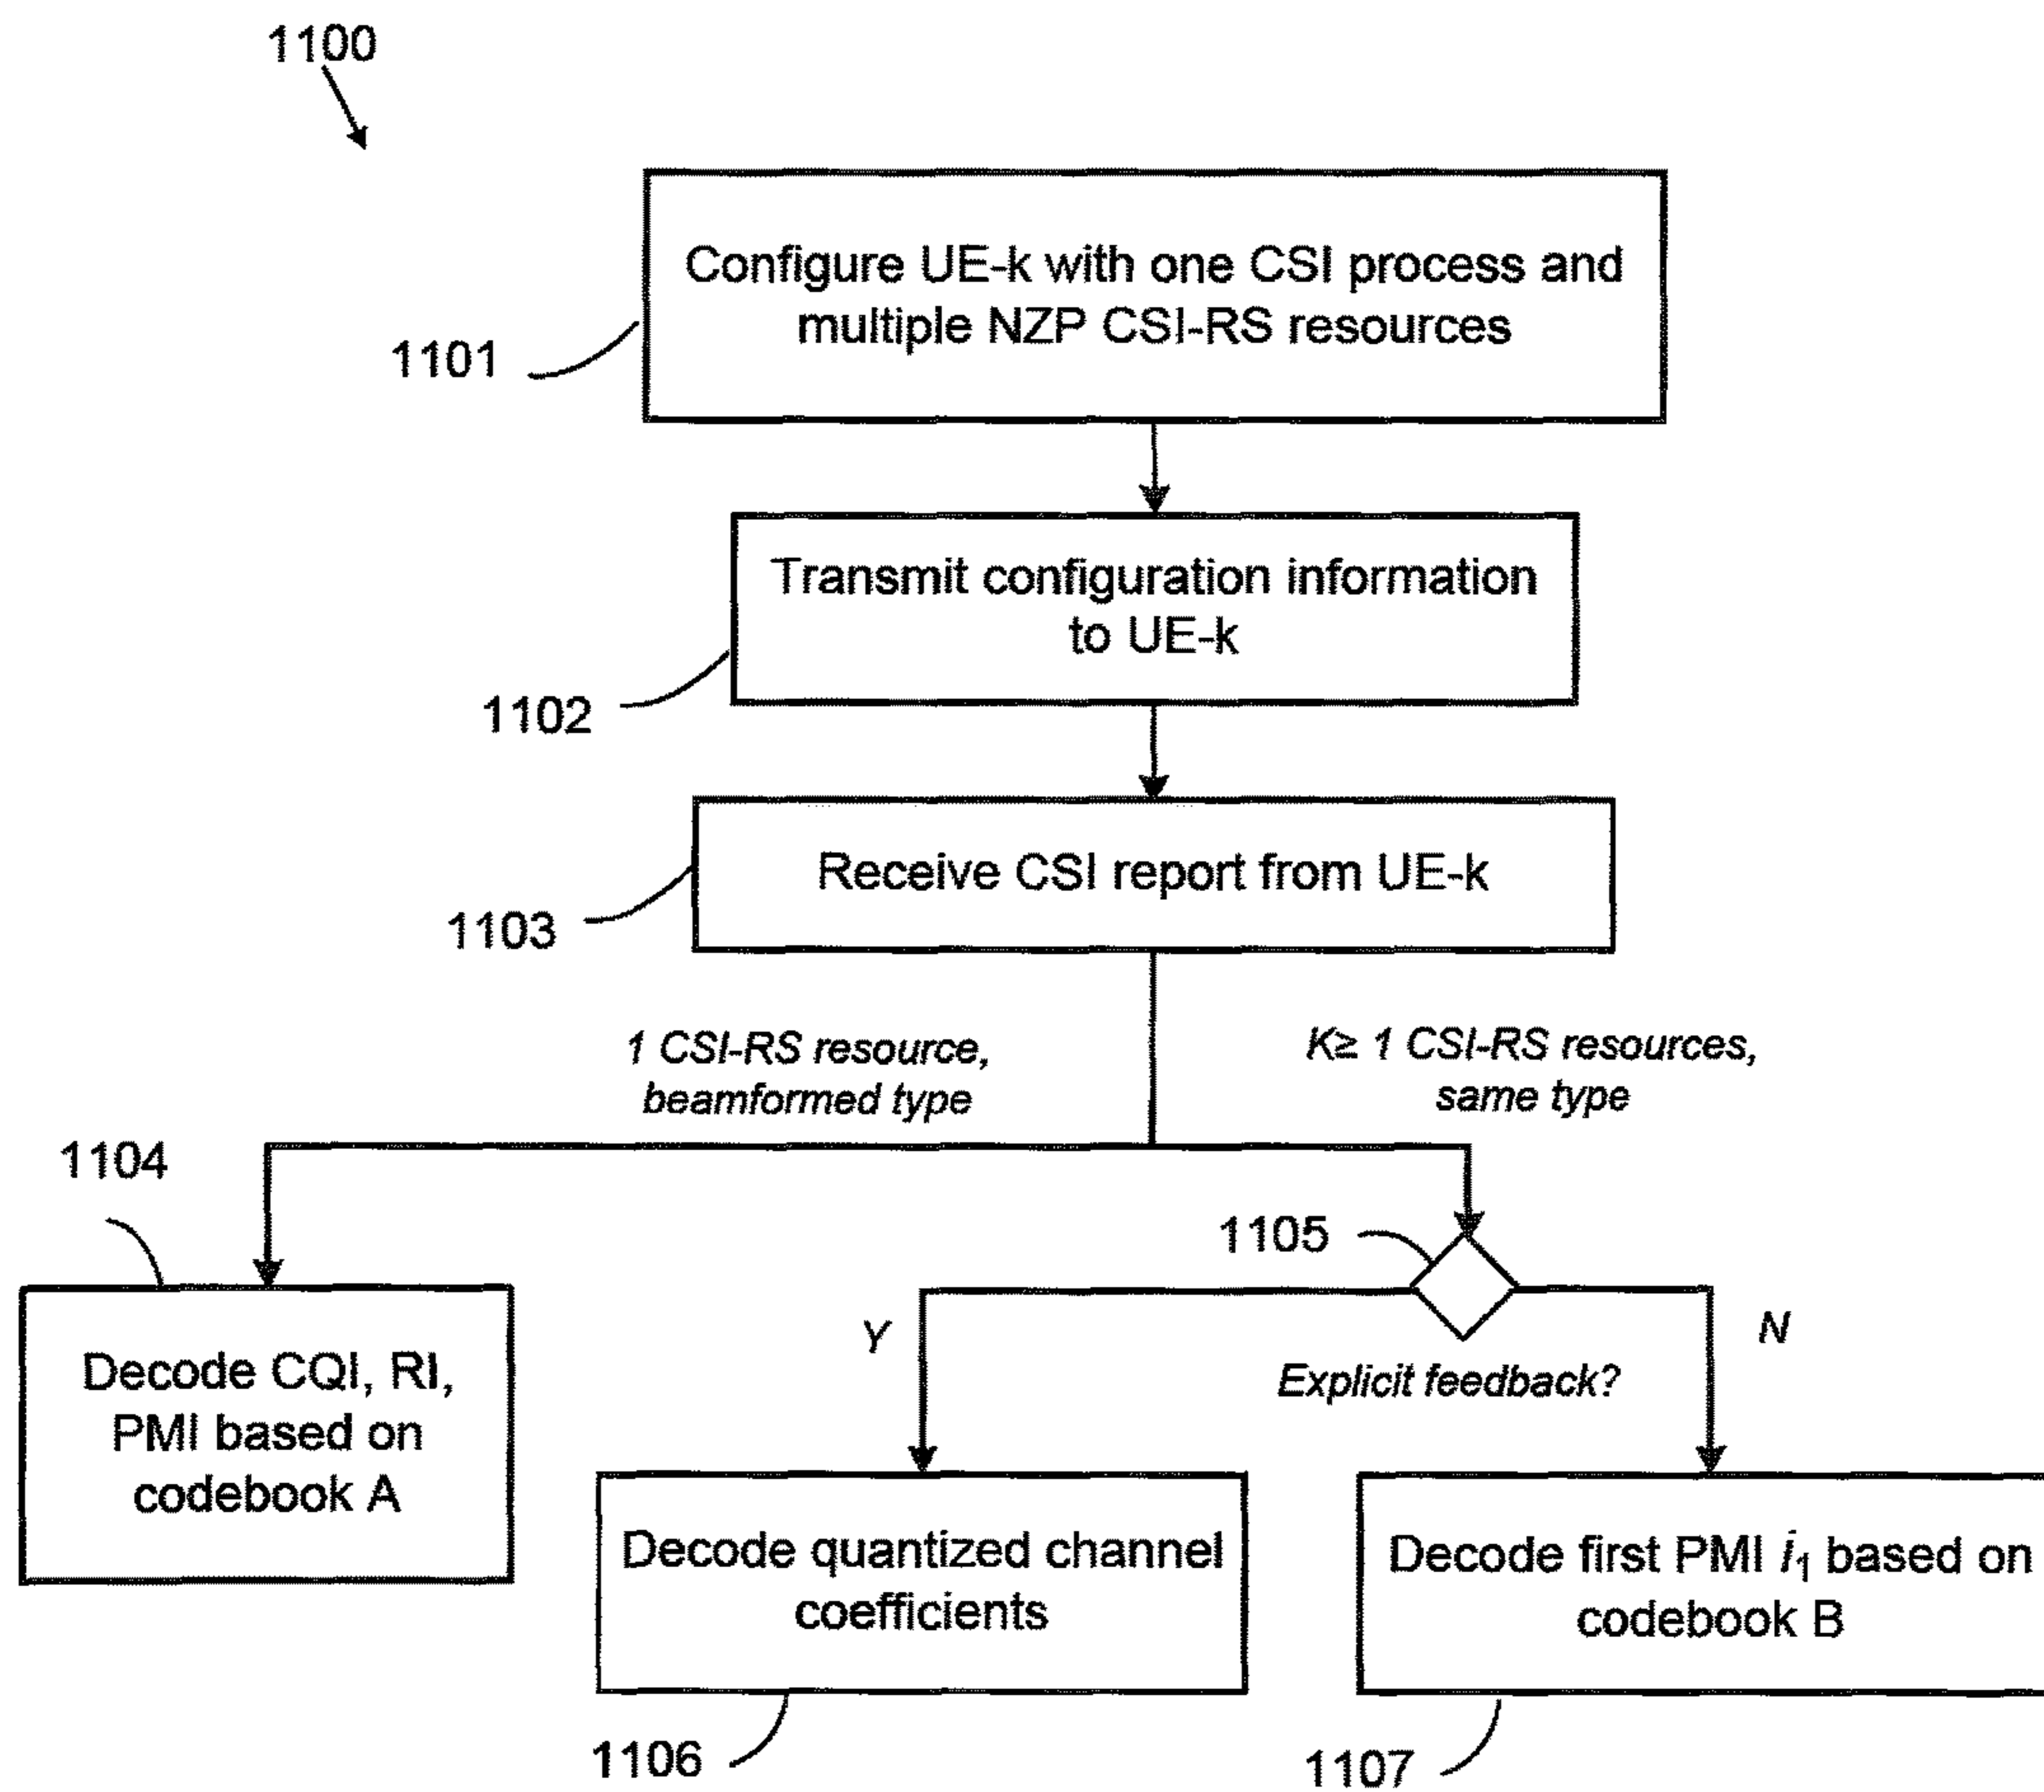 1100
Configure UE-k with one CSI process and
multiple NZP CSI-RS resources
1101
Transmit configuration information
to UE-k
1102
Receive CSI report from UE-k
1103
1 CSI-RS resource,
beamformed type
K≥ 1 CSI-RS resources,
same type
1104
1105
Decode CQI, RI,
PMI based on
codebook A
Y
N
Explicit feedback?
Decode quantized channel
coefficients
Decode first PMI i₁ based on
codebook B
1106
1107